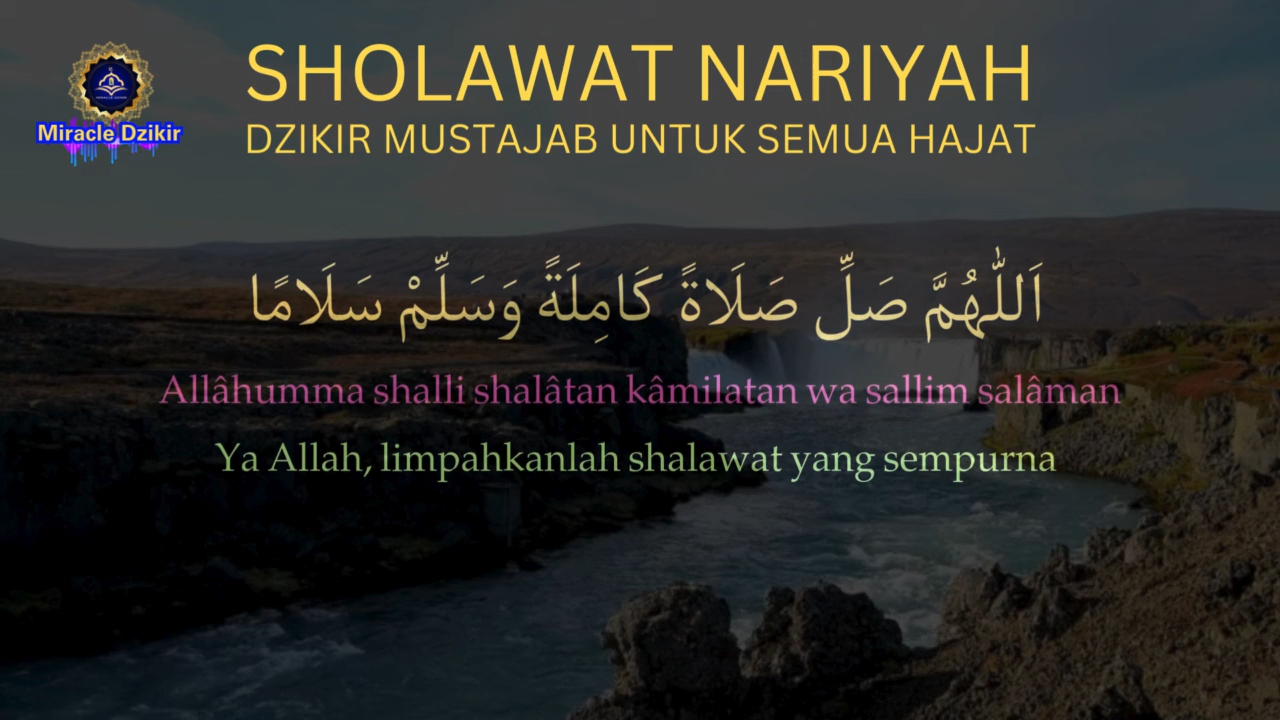 SHOLAWAT NARIYAH
DZIKIR MUSTAJAB UNTUK SEMUA HAJAT
Miracle Dzikir
اَللّٰهُمَّ صَلِّ صَلَاةً كَامِلَةً وَسَلِّمْ سَلَامًا
Allâhumma shalli shalâtan kâmilatan wa sallim salâman
Ya Allah, limpahkanlah shalawat yang sempurna